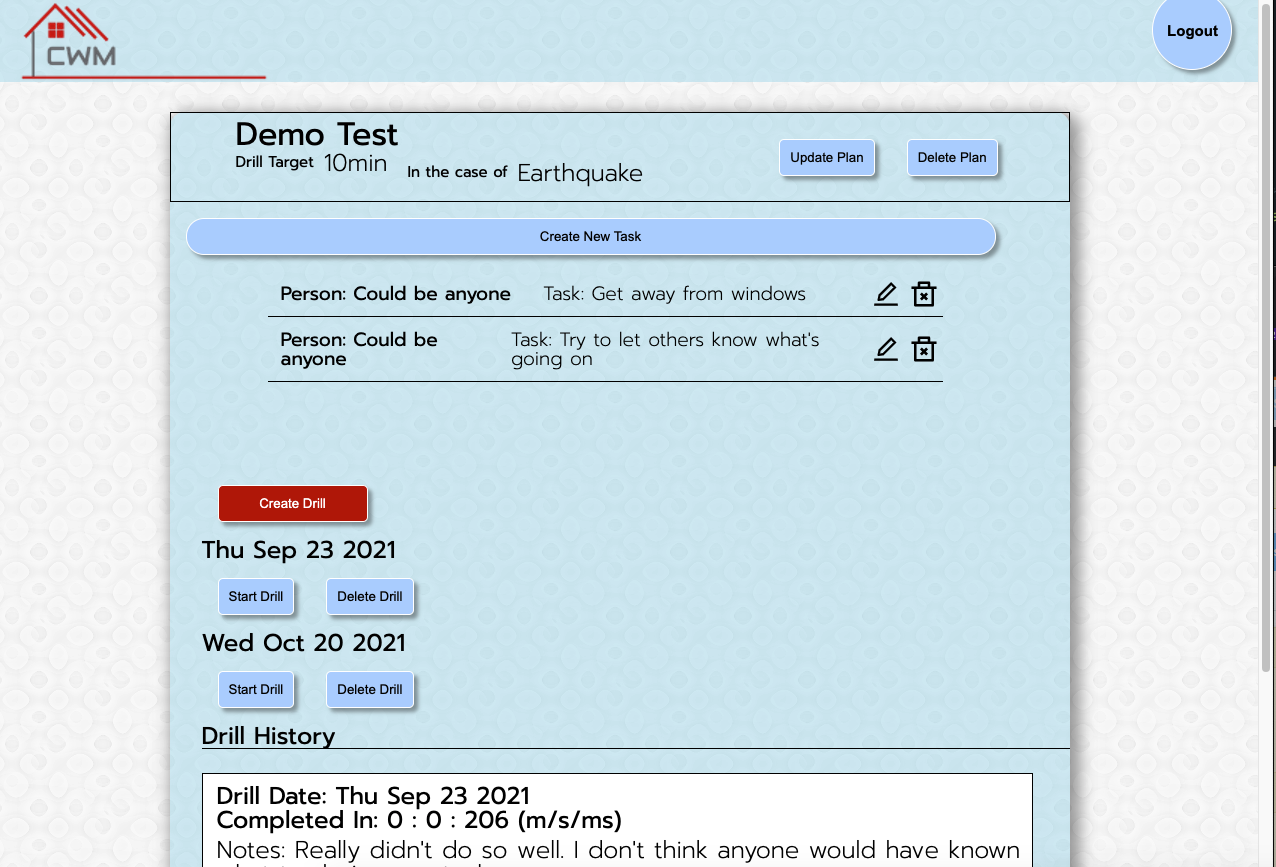 CWM
Logout
Demo Test
Drill Target 10min In the case of Earthquake
Update Plan
Delete Plan
Create New Task
Person: Could be anyone Task: Get away from windows
Person: Could be
anyone
Task: Try to let others know what's
going on
Create Drill
Thu Sep 23 2021
Start Drill Delete Drill
Wed Oct 20 2021
Start Drill Delete Drill
Drill History
Drill Date: Thu Sep 23 2021
Completed In: 0 : 0 : 206 (m/s/ms)
Notes: Really didn't do so well. I don't think anyone would have known